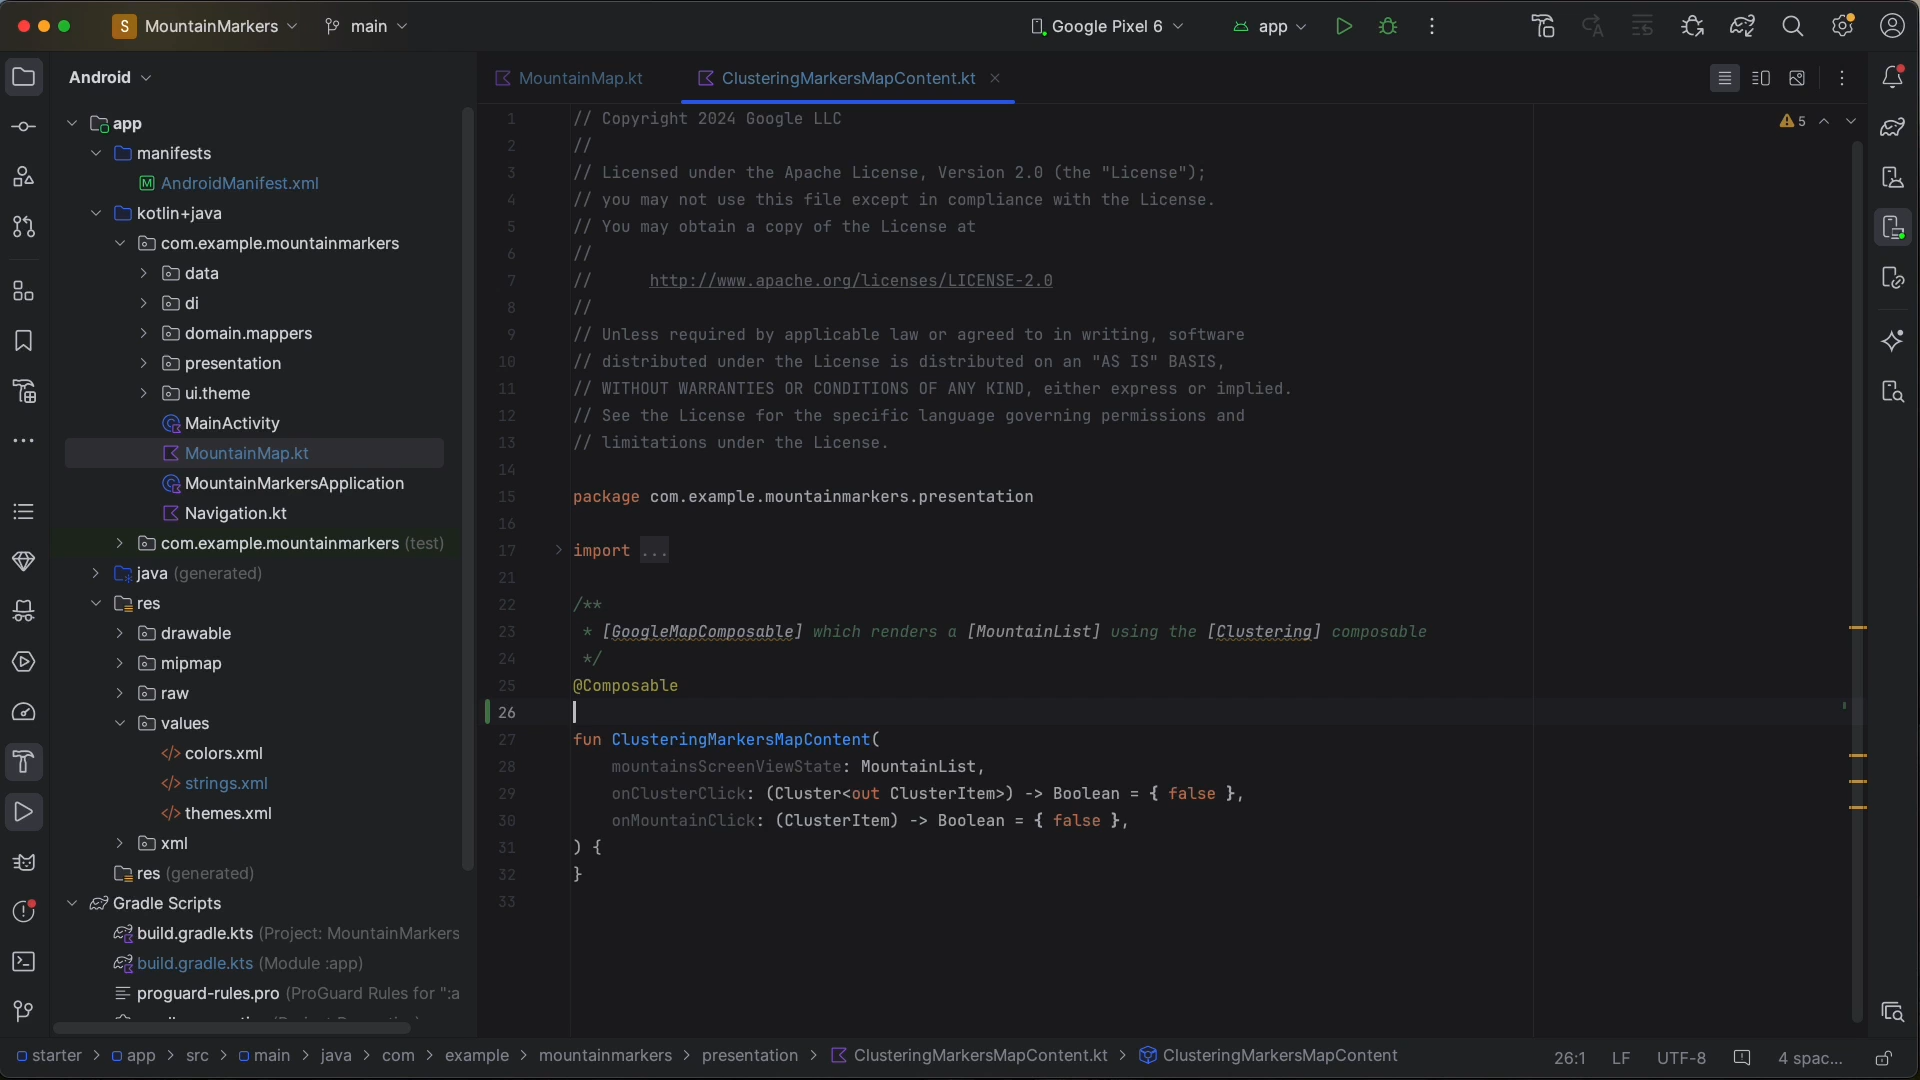 S MountainMarkers main Google Pixel 6 app
Android
MountainMap.kt ClusteringMarkersMapContent.kt
app
manifests
AndroidManifest.xml
kotlin+java
com.example.mountainmarkers
data
di
domain.mappers
presentation
ui.theme
MainActivity
MountainMap.kt
MountainMarkersApplication
Navigation.kt
com.example.mountainmarkers (test)
java (generated)
res
drawable
mipmap
raw
values
colors.xml
strings.xml
themes.xml
xml
res (generated)
Gradle Scripts
build.gradle.kts (Project: MountainMarkers
build.gradle.kts (Module :app)
proguard-rules.pro (ProGuard Rules for ":a
5
1 // Copyright 2024 Google LLC
2 //
3 // Licensed under the Apache License, Version 2.0 (the "License");
4 // you may not use this file except in compliance with the License.
5 // You may obtain a copy of the License at
6 //
7 //      http://www.apache.org/licenses/LICENSE-2.0
8 //
9 // Unless required by applicable law or agreed to in writing, software
10 // distributed under the License is distributed on an "AS IS" BASIS,
11 // WITHOUT WARRANTIES OR CONDITIONS OF ANY KIND, either express or implied.
12 // See the License for the specific language governing permissions and
13 // limitations under the License.
14
15 package com.example.mountainmarkers.presentation
16
17 import ...
21
22 /**
23 * [GoogleMapComposable] which renders a [MountainList] using the [Clustering] composable
24 */
25 @Composable
26
27 fun ClusteringMarkersMapContent(
28 mountainsScreenViewState: MountainList,
29 onClusterClick: (Cluster<out ClusterItem>) -> Boolean = { false },
30 onMountainClick: (ClusterItem) -> Boolean = { false },
31 ) {
32 }
33
starter > app > src > main > java > com > example > mountainmarkers > presentation > ClusteringMarkersMapContent.kt > ClusteringMarkersMapContent 26:1 LF UTF-8 4 spac...